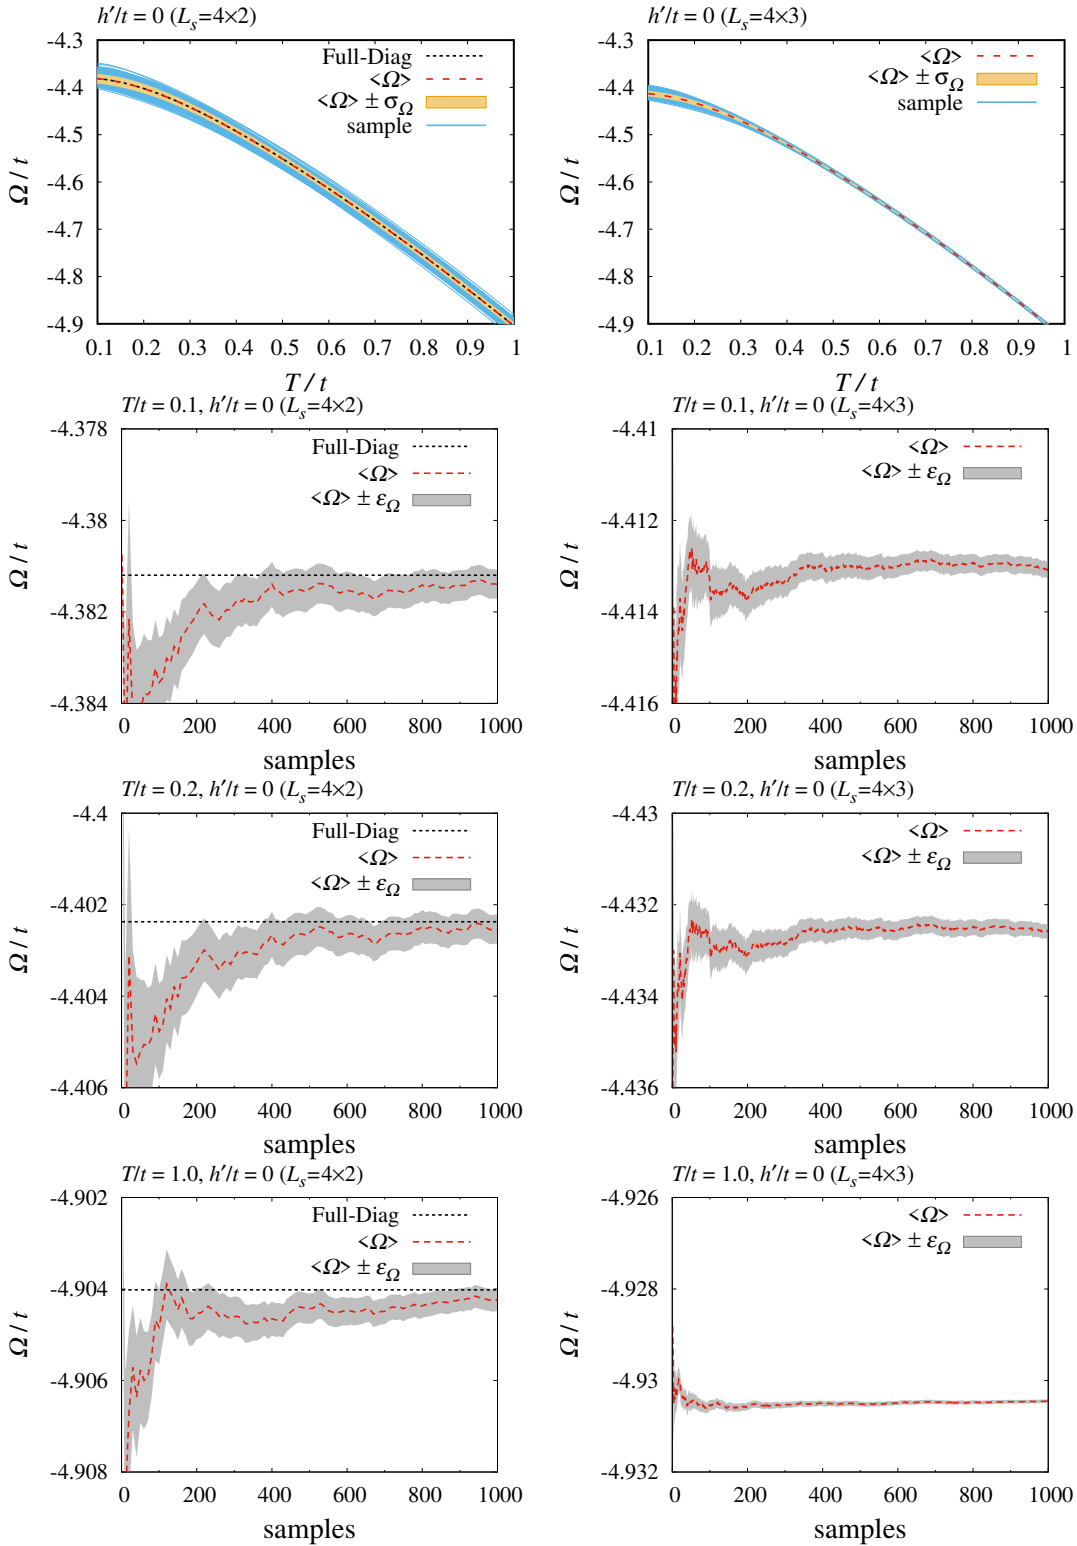 h′/t = 0 (Lₛ=4×2)
Full-Diag
<Ω>
<Ω> ± σ_Ω
sample
Ω / t
-4.3
-4.4
-4.5
-4.6
-4.7
-4.8
-4.9
0.1 0.2 0.3 0.4 0.5 0.6 0.7 0.8 0.9 1
T / t
h′/t = 0 (Lₛ=4×3)
<Ω>
<Ω> ± σ_Ω
sample
Ω / t
-4.3
-4.4
-4.5
-4.6
-4.7
-4.8
-4.9
0.1 0.2 0.3 0.4 0.5 0.6 0.7 0.8 0.9 1
T / t
T/t = 0.1, h′/t = 0 (Lₛ=4×2)
Full-Diag
<Ω>
<Ω> ± ε_Ω
Ω / t
-4.378
-4.38
-4.382
-4.384
0 200 400 600 800 1000
samples
T/t = 0.1, h′/t = 0 (Lₛ=4×3)
<Ω>
<Ω> ± ε_Ω
Ω / t
-4.41
-4.412
-4.414
-4.416
0 200 400 600 800 1000
samples
T/t = 0.2, h′/t = 0 (Lₛ=4×2)
Full-Diag
<Ω>
<Ω> ± ε_Ω
Ω / t
-4.4
-4.402
-4.404
-4.406
0 200 400 600 800 1000
samples
T/t = 0.2, h′/t = 0 (Lₛ=4×3)
<Ω>
<Ω> ± ε_Ω
Ω / t
-4.43
-4.432
-4.434
-4.436
0 200 400 600 800 1000
samples
T/t = 1.0, h′/t = 0 (Lₛ=4×2)
Full-Diag
<Ω>
<Ω> ± ε_Ω
Ω / t
-4.902
-4.904
-4.906
-4.908
0 200 400 600 800 1000
samples
T/t = 1.0, h′/t = 0 (Lₛ=4×3)
<Ω>
<Ω> ± ε_Ω
Ω / t
-4.926
-4.928
-4.93
-4.932
0 200 400 600 800 1000
samples